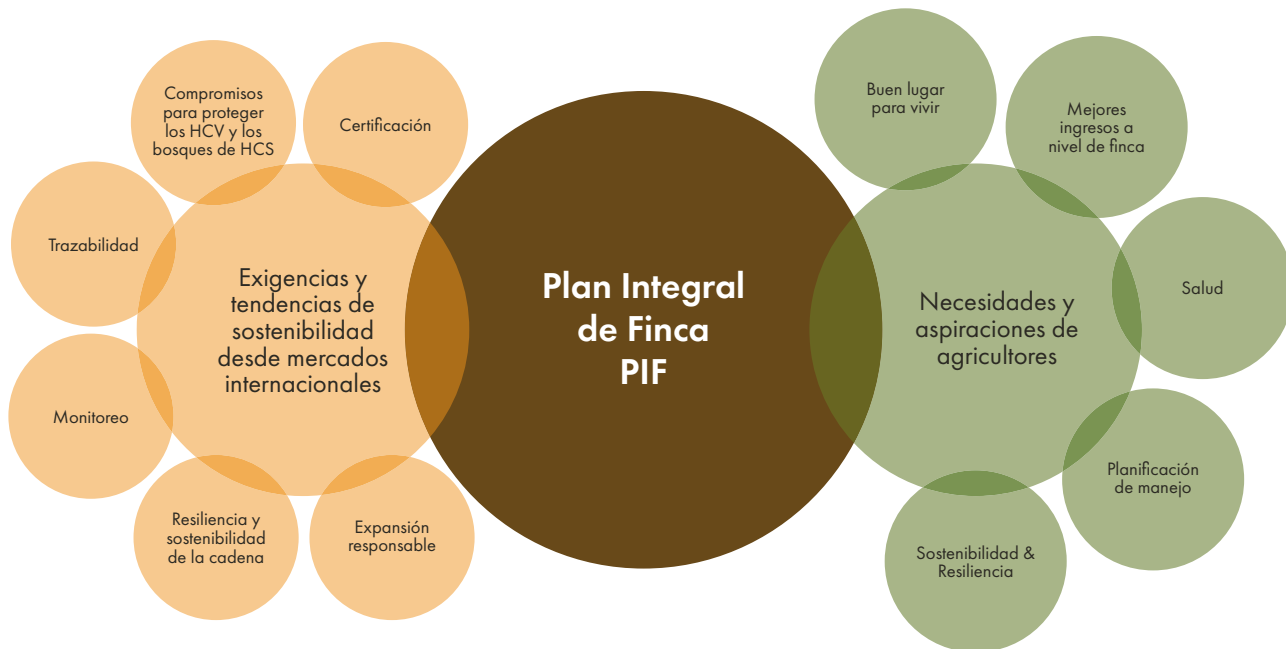 Compromisos
para proteger
los HCV y los
bosques de HCS
Certificación
Trazabilidad
Monitoreo
Resiliencia y
sostenibilidad
de la cadena
Expansión
responsable
Exigencias y
tendencias de
sostenibilidad
desde mercados
internacionales
Plan Integral
de Finca
PIF
Necesidades y
aspiraciones de
agricultores
Buen lugar
para vivir
Mejores
ingresos a
nivel de finca
Salud
Planificación
de manejo
Sostenibilidad &
Resiliencia